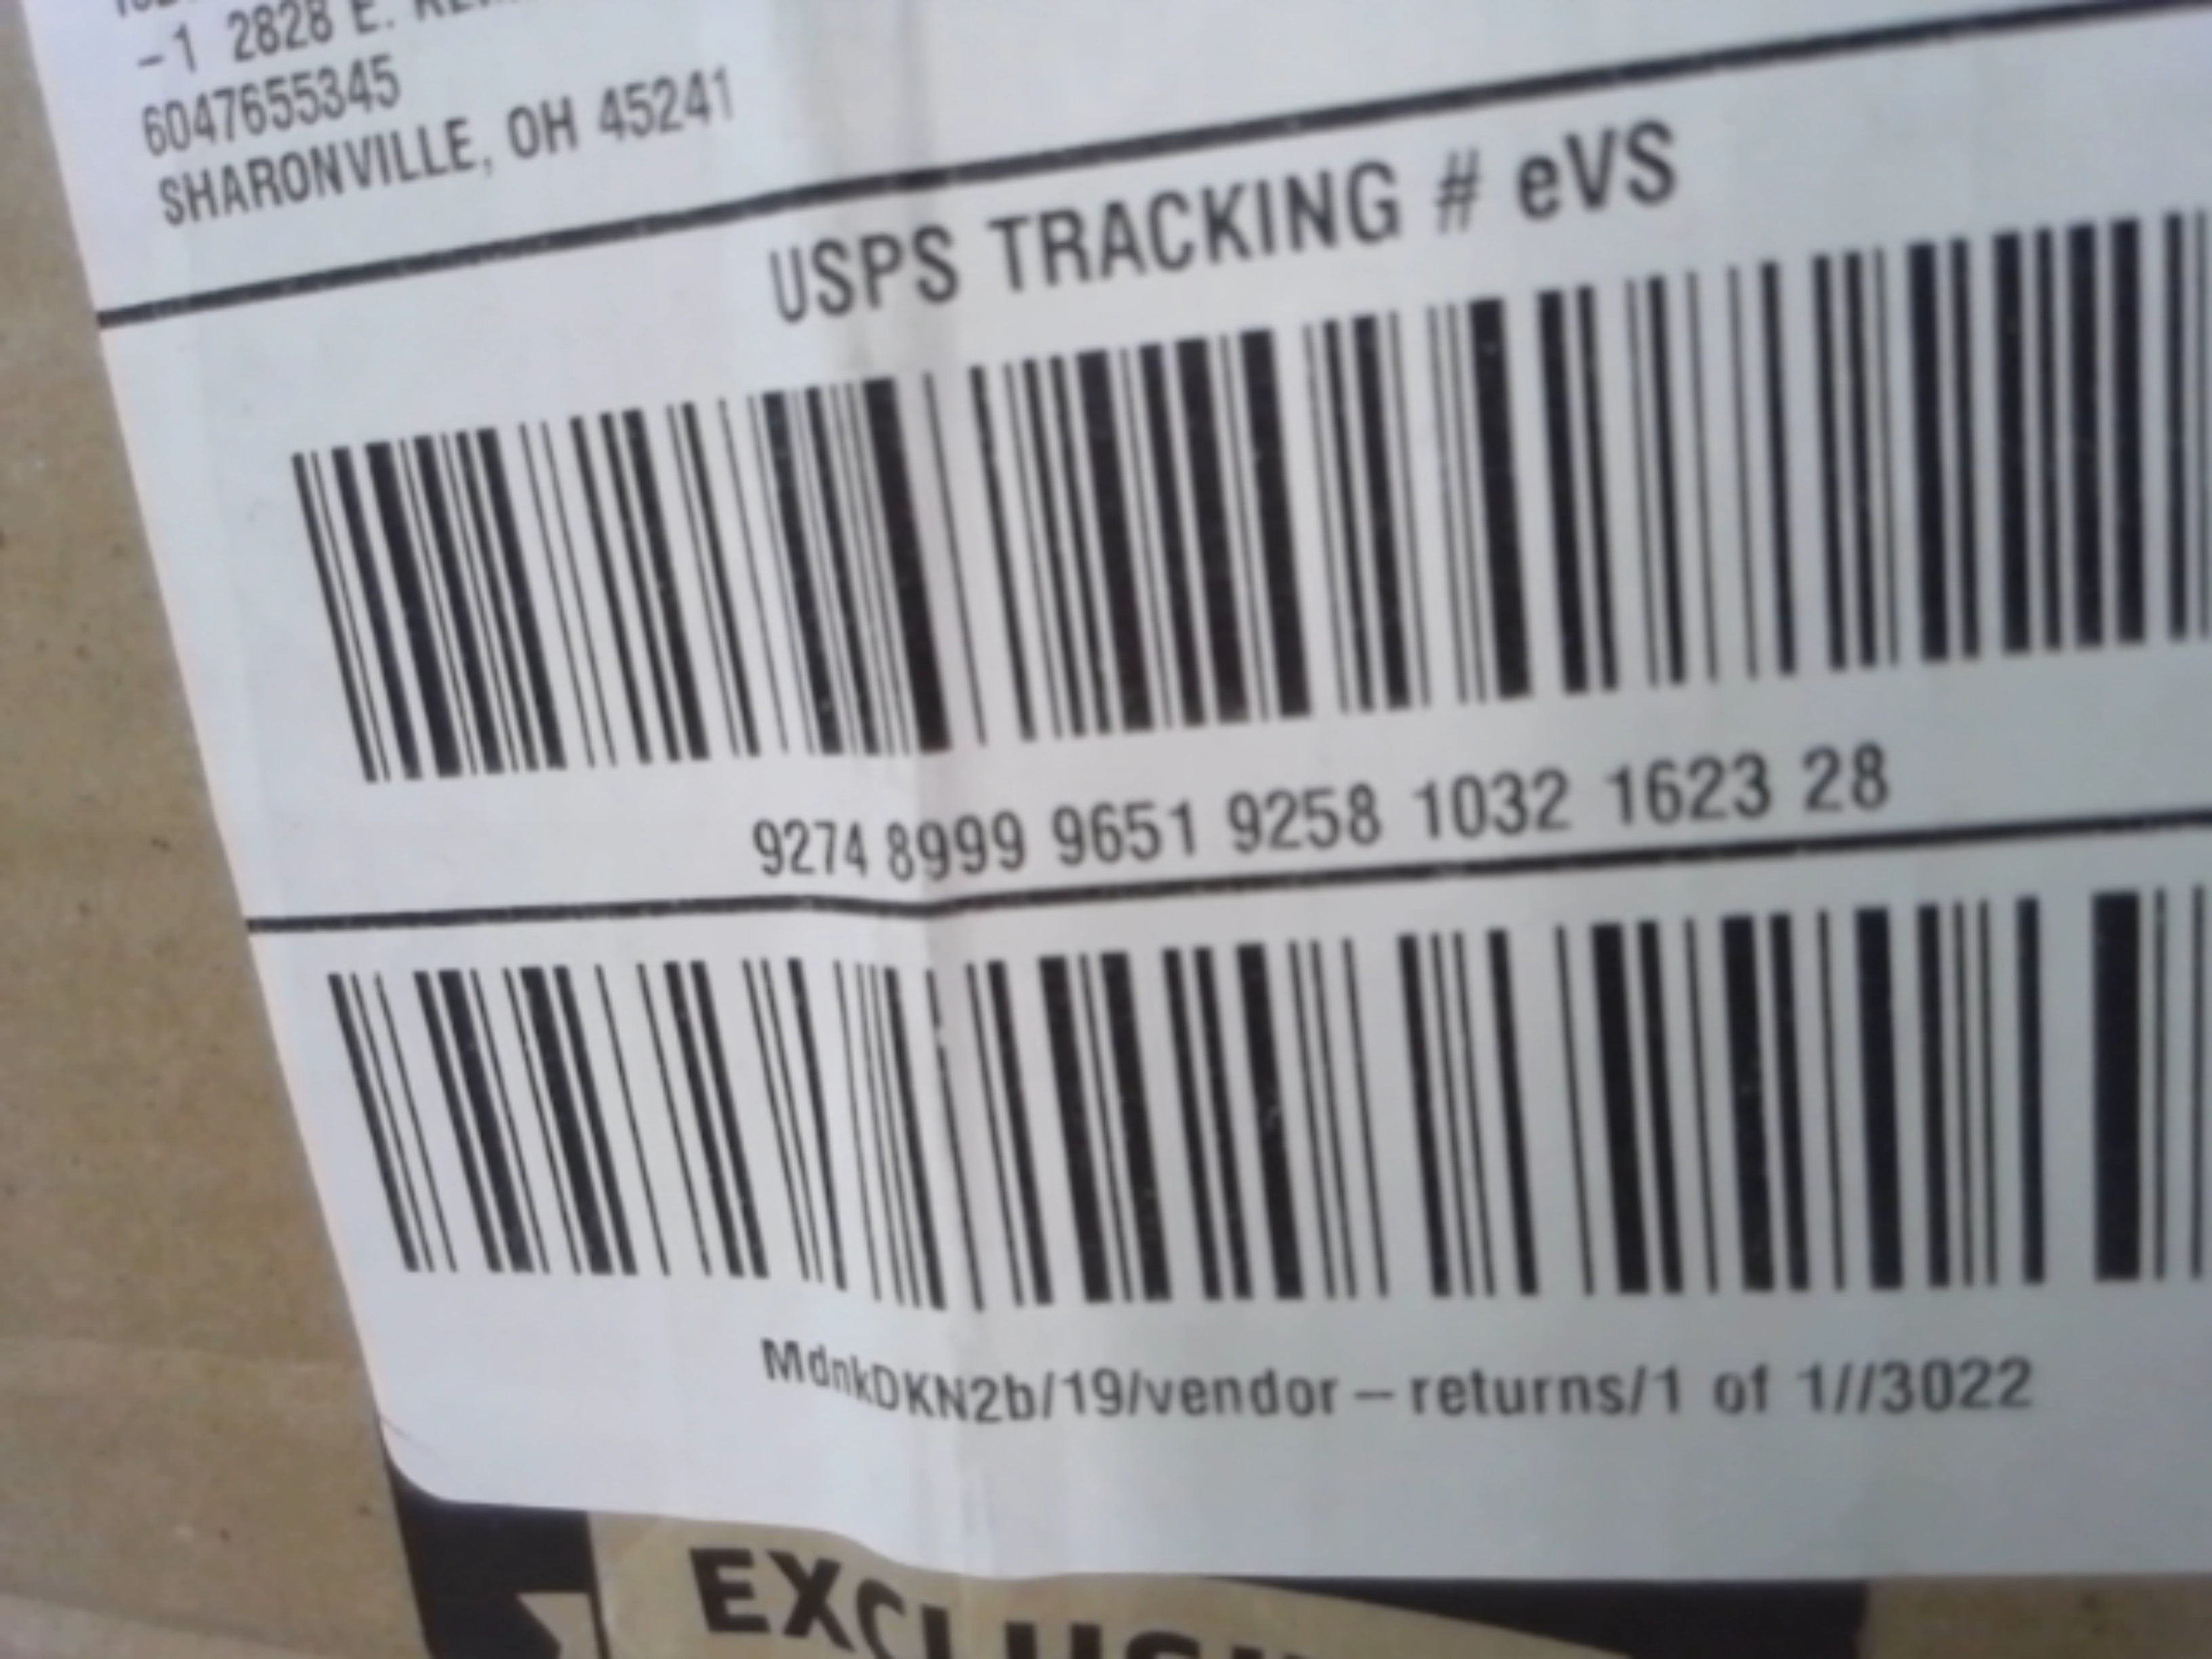 -1 2828 E.
6047655345
SHARONVILLE, OH 45241
USPS TRACKING # eVS
9274 8999 9651 9258 1032 1623 28
MdnkDKN2b/19/vendor-returns/1 of 1//3022